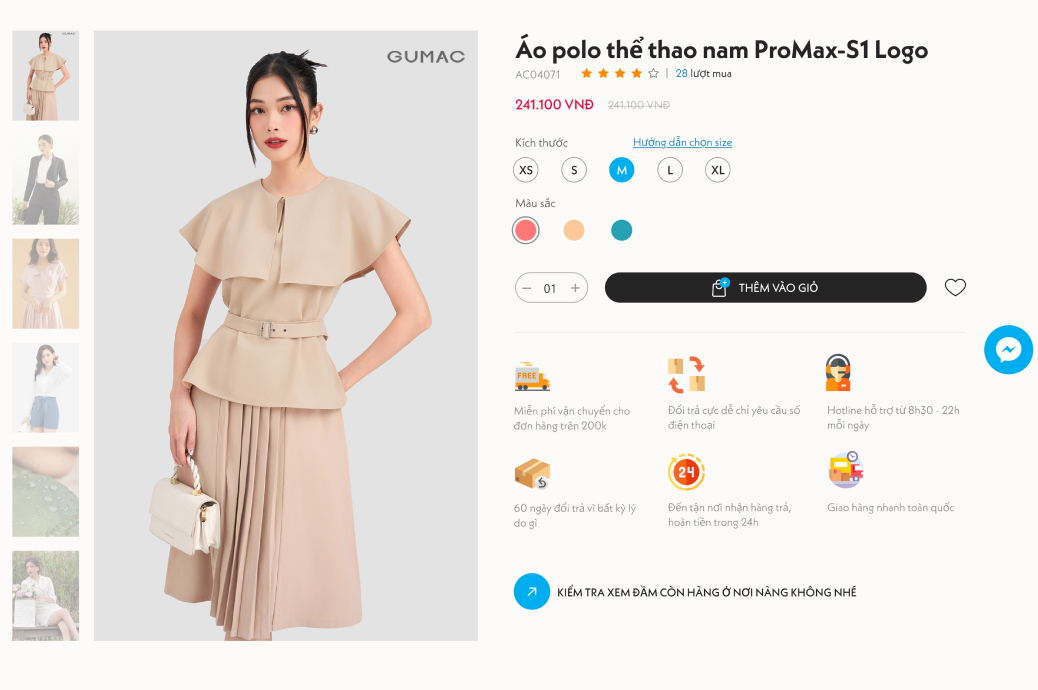 GUMAC
Áo polo thể thao nam ProMax-S1 Logo
AC04071 | 28 lượt mua
241.100 VNĐ 241.100 VNĐ
Kích thước Hướng dẫn chọn size
XS S M L XL
Màu sắc
01 THÊM VÀO GIỎ
FREE
Miễn phí vận chuyển cho
đơn hàng trên 200k
Đổi trả cực dễ chỉ yêu cầu số
điện thoại
Hotline hỗ trợ từ 8h30 - 22h
mỗi ngày
24
60 ngày đổi trả vì bất kỳ lý
do gì
Đến tận nơi nhận hàng trả,
hoàn tiền trong 24h
Giao hàng nhanh toàn quốc
KIỂM TRA XEM ĐẦM CÒN HÀNG Ở NƠI NÀNG KHÔNG NHÉ